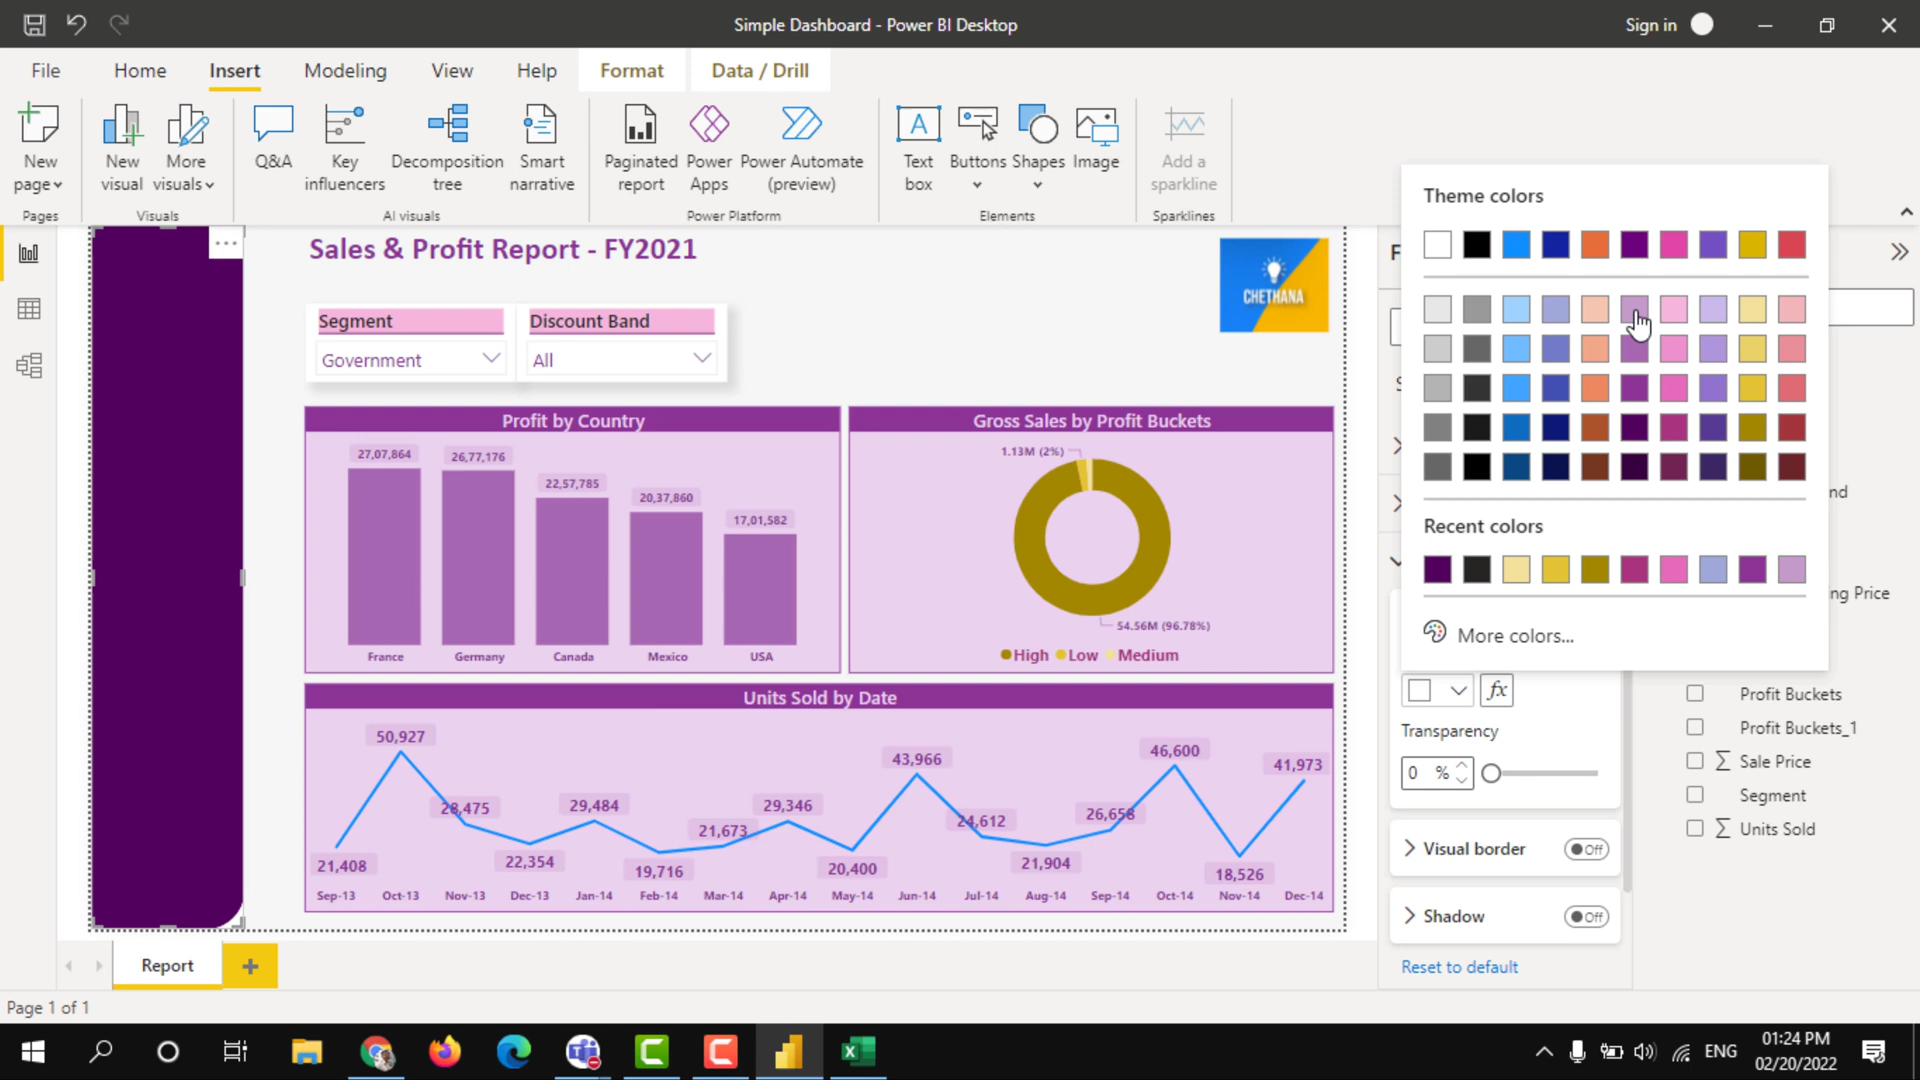 Simple Dashboard - Power BI Desktop
Sign in
File Home Insert Modeling View Help Format Data / Drill
New page
New visual
More visuals
Q&A
Key influencers
Decomposition tree
Smart narrative
Paginated report
Power Apps
Power Automate (preview)
Text box
Buttons
Shapes
Image
Add a sparkline
Pages
Visuals
AI visuals
Power Platform
Elements
Sparklines
Sales & Profit Report - FY2021
CHETHANA
Segment
Government
Discount Band
All
Profit by Country
27,07,864
26,77,176
22,57,785
20,37,860
17,01,582
France Germany Canada Mexico USA
Gross Sales by Profit Buckets
1.13M (2%)
54.56M (96.78%)
High Low Medium
Units Sold by Date
50,927
28,475
29,484
29,346
43,966
46,600
41,973
21,408
22,354
19,716
21,673
20,400
24,612
21,904
26,658
18,526
Sep-13 Oct-13 Nov-13 Dec-13 Jan-14 Feb-14 Mar-14 Apr-14 May-14 Jun-14 Jul-14 Aug-14 Sep-14 Oct-14 Nov-14 Dec-14
Theme colors
Recent colors
More colors...
nd
ng Price
fx
Transparency
0 %
Visual border Off
Shadow Off
Reset to default
Profit Buckets
Profit Buckets_1
Σ Sale Price
Segment
Σ Units Sold
Report
Page 1 of 1
ENG
01:24 PM
02/20/2022